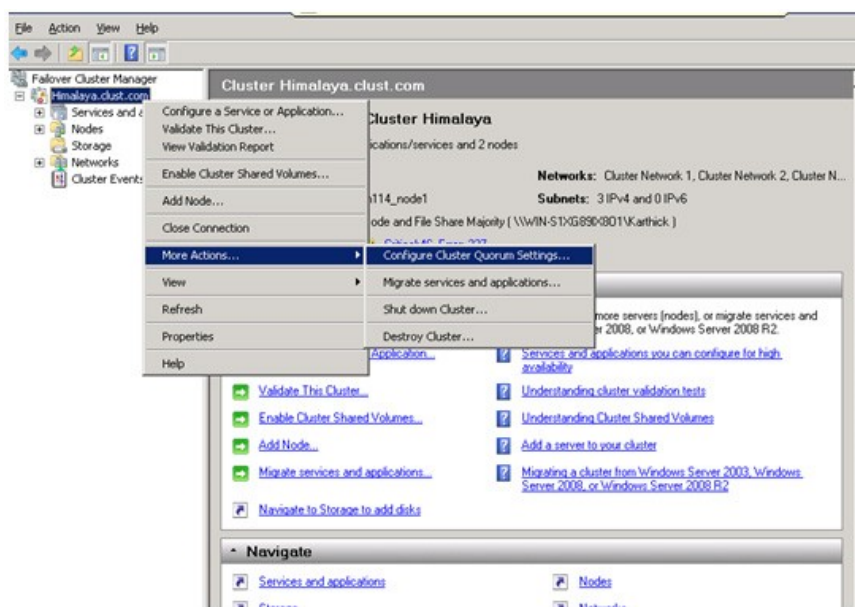 File Action View Help
Failover Cluster Manager
Himalaya.clust.com
Services and a
Nodes
Storage
Networks
Cluster Events
Configure a Service or Application...
Validate This Cluster...
View Validation Report
Enable Cluster Shared Volumes...
Add Node...
Close Connection
More Actions...
View
Refresh
Properties
Help
Configure Cluster Quorum Settings...
Migrate services and applications...
Shut down Cluster...
Destroy Cluster...
Cluster Himalaya.clust.com
Cluster Himalaya
ications/services and 2 nodes
Networks: Cluster Network 1, Cluster Network 2, Cluster N...
114_node1
Subnets: 3 IPv4 and 0 IPv6
ode and File Share Majority ( \\WIN-S1XG89IX8O1\Karthick )
more servers (nodes), or migrate services and
er 2008, or Windows Server 2008 R2.
Application...
Services and applications you can configure for high
availability
Validate This Cluster...
Understanding cluster validation tests
Enable Cluster Shared Volumes...
Understanding Cluster Shared Volumes
Add Node...
Add a server to your cluster
Migrate services and applications...
Migrating a cluster from Windows Server 2003, Windows
Server 2008, or Windows Server 2008 R2
Navigate to Storage to add disks
Navigate
Services and applications
Nodes